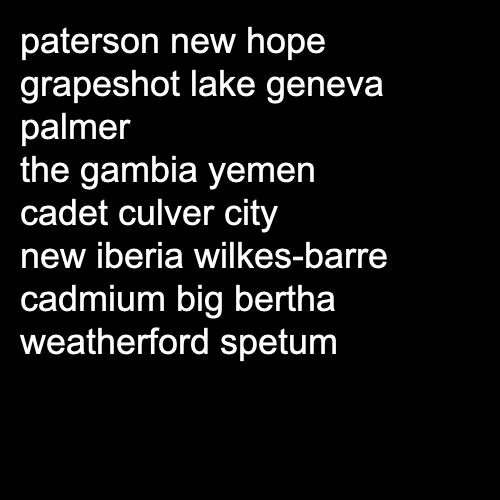 paterson new hope
grapeshot lake geneva
palmer
the gambia yemen
cadet culver city
new iberia wilkes-barre
cadmium big bertha
weatherford spetum